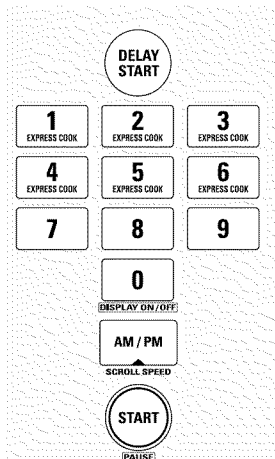 DELAY
START
1 2 3
EXPRESS COOK EXPRESS COOK EXPRESS COOK
4 5 6
EXPRESS COOK EXPRESS COOK EXPRESS COOK
7 8 9
0
DISPLAY ON/OFF
AM / PM
SCROLL SPEED
START
PAUSE